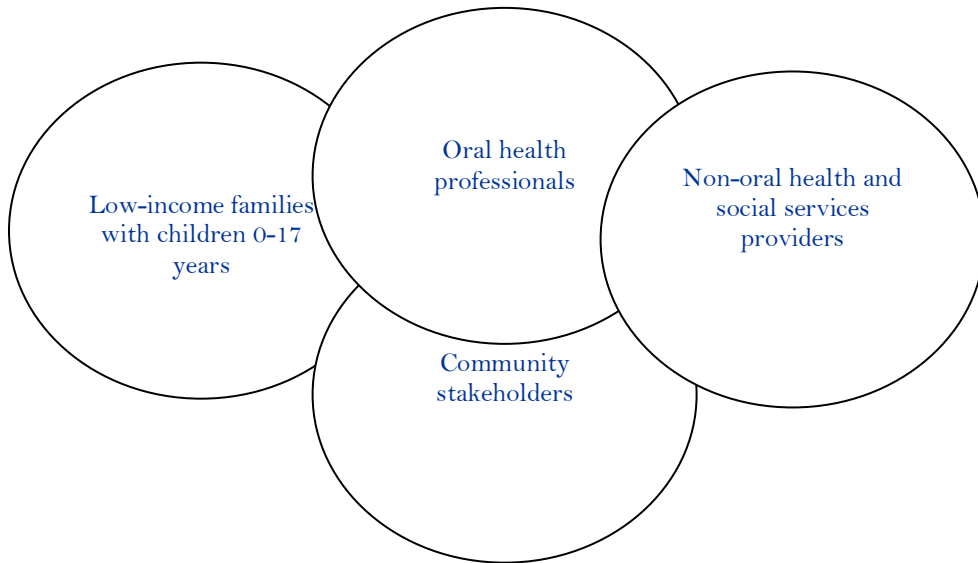 Low-income families
with children 0-17
years
Oral health
professionals
Non-oral health and
social services
providers
Community
stakeholders